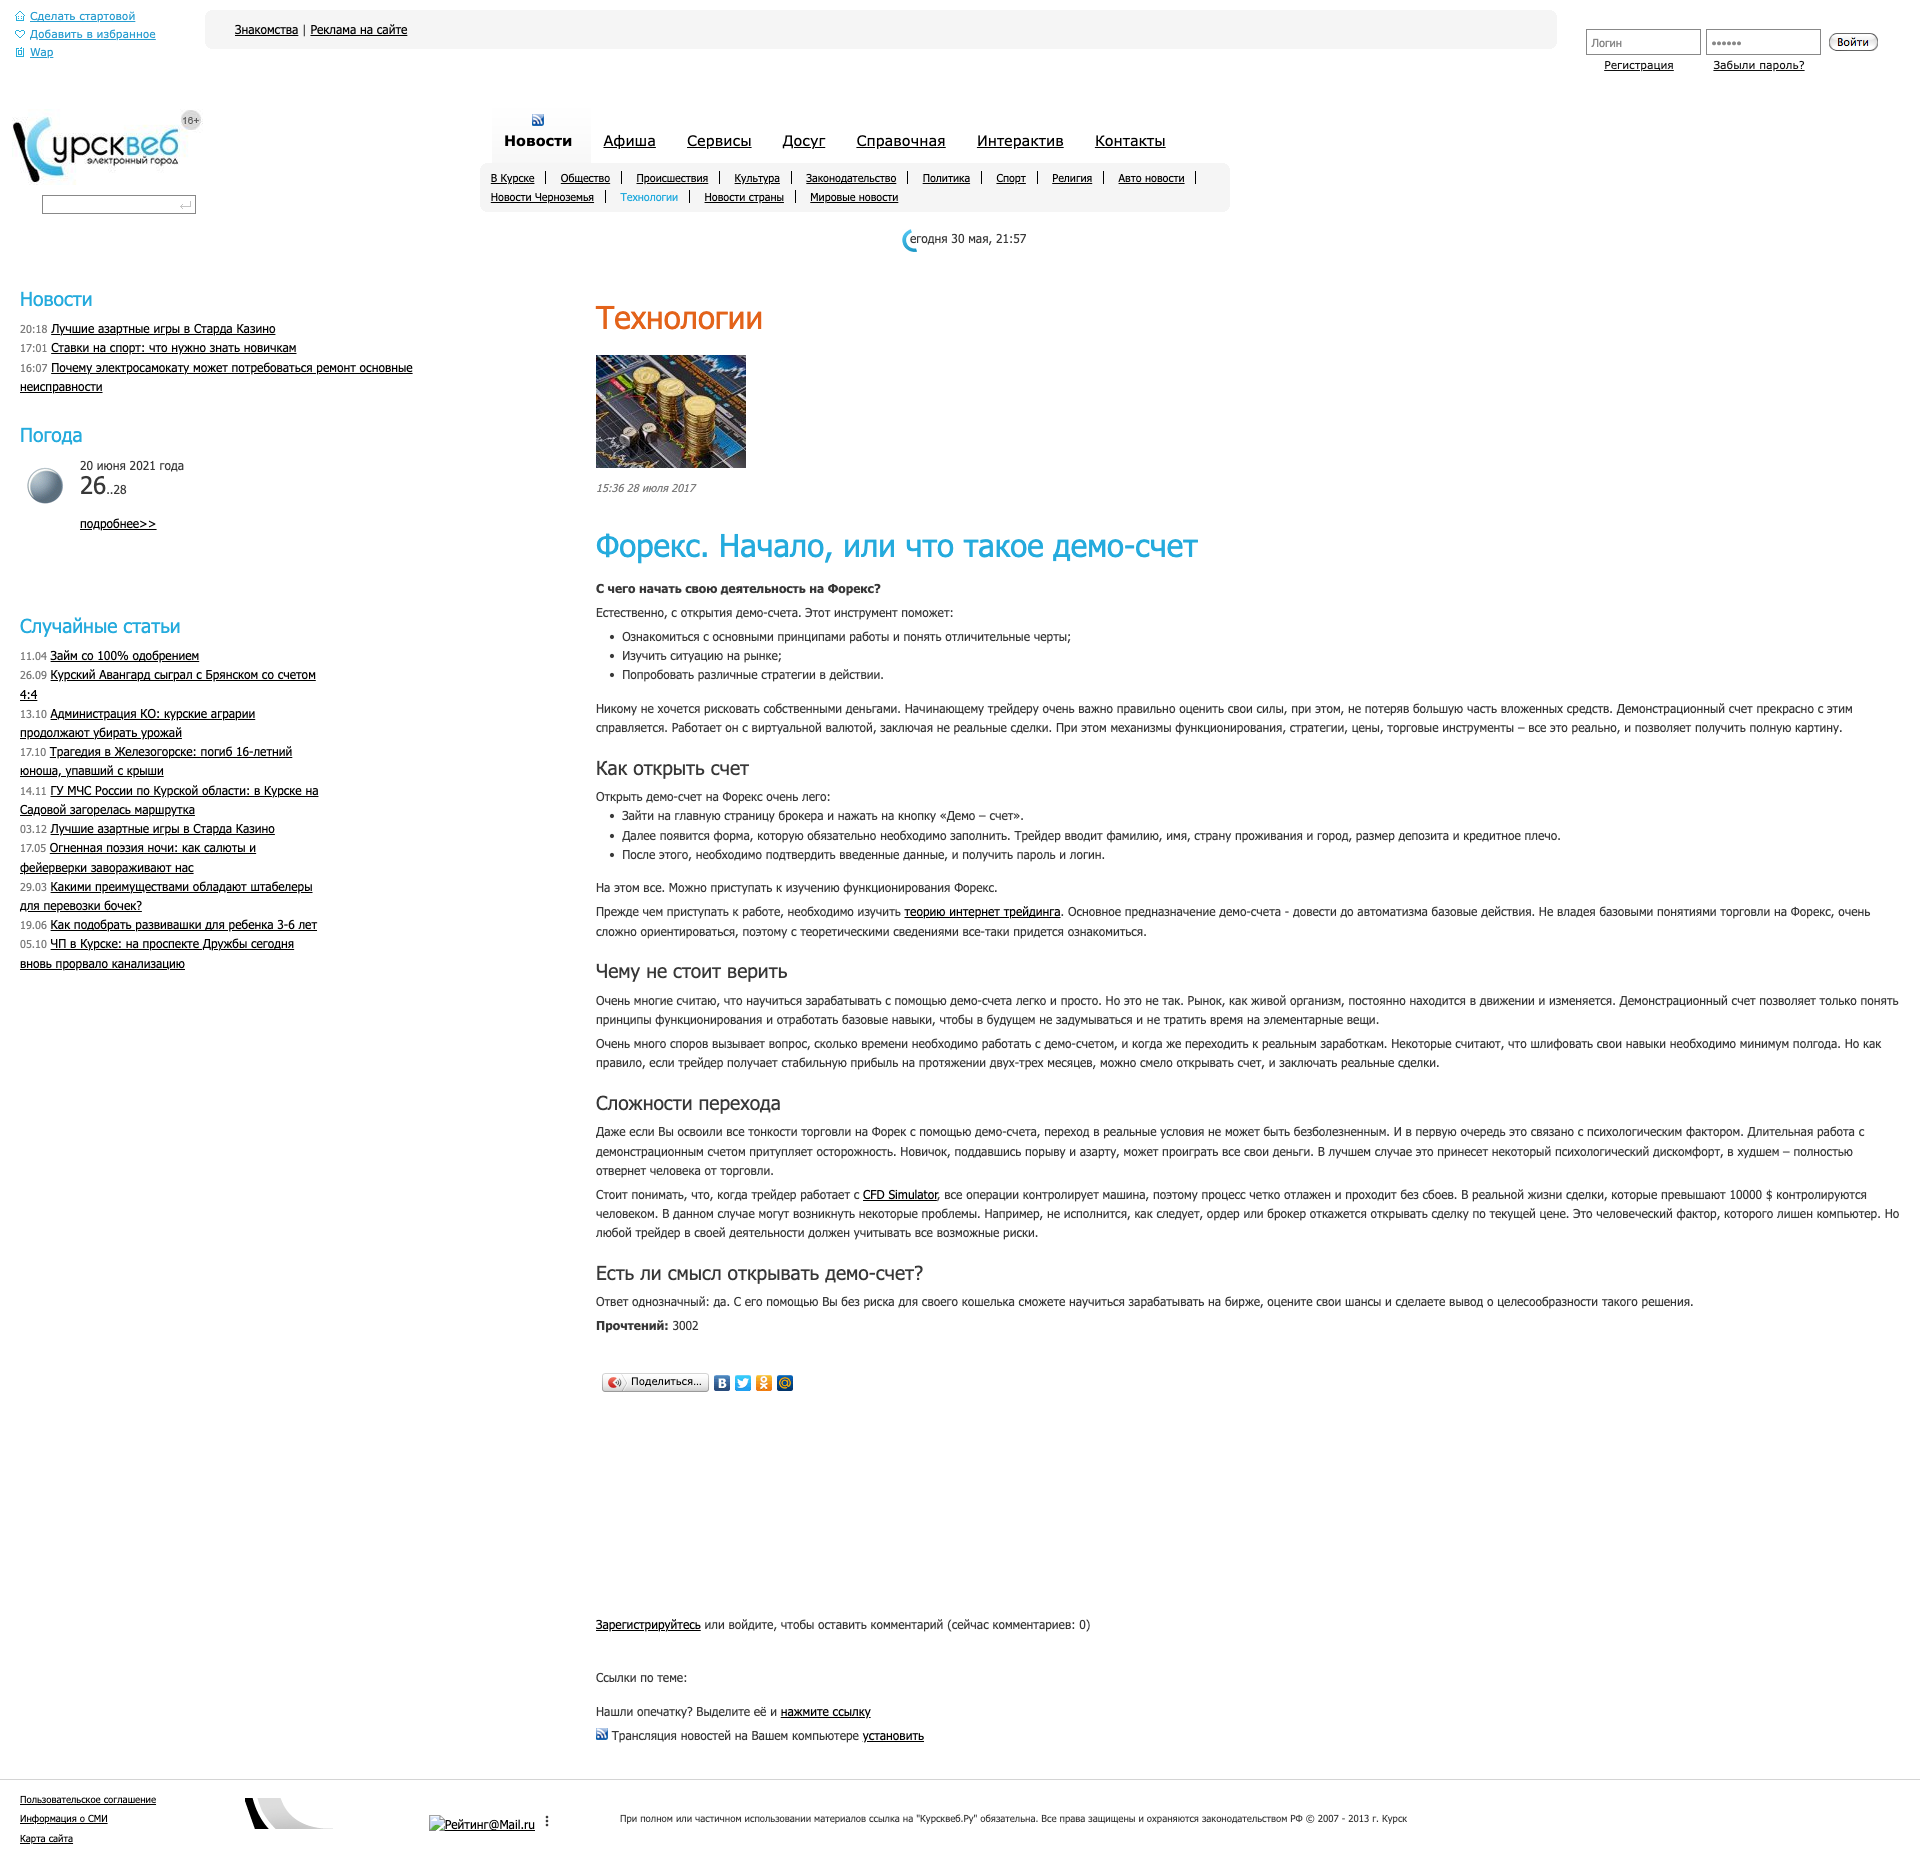 Сделать стартовой
Добавить в избранное
Wap
Знакомства | Реклама на сайте
Логин
••••••
Войти
Регистрация
Забыли пароль?
Курсквеб
электронный город
16+
Новости
Афиша
Сервисы
Досуг
Справочная
Интерактив
Контакты
В Курске
Общество
Происшествия
Культура
Законодательство
Политика
Спорт
Религия
Авто новости
Новости Черноземья
Технологии
Новости страны
Мировые новости
егодня 30 мая, 21:57
Новости
20:18 Лучшие азартные игры в Старда Казино
17:01 Ставки на спорт: что нужно знать новичкам
16:07 Почему электросамокату может потребоваться ремонт основные
неисправности
Погода
20 июня 2021 года
26..28
подробнее>>
Случайные статьи
11.04 Займ со 100% одобрением
26.09 Курский Авангард сыграл с Брянском со счетом
4:4
13.10 Администрация КО: курские аграрии
продолжают убирать урожай
17.10 Трагедия в Железогорске: погиб 16-летний
юноша, упавший с крыши
14.11 ГУ МЧС России по Курской области: в Курске на
Садовой загорелась маршрутка
03.12 Лучшие азартные игры в Старда Казино
17.05 Огненная поэзия ночи: как салюты и
фейерверки завораживают нас
29.03 Какими преимуществами обладают штабелеры
для перевозки бочек?
19.06 Как подобрать развивашки для ребенка 3-6 лет
05.10 ЧП в Курске: на проспекте Дружбы сегодня
вновь прорвало канализацию
Технологии
15:36 28 июля 2017
Форекс. Начало, или что такое демо-счет
С чего начать свою деятельность на Форекс?
Естественно, с открытия демо-счета. Этот инструмент поможет:
• Ознакомиться с основными принципами работы и понять отличительные черты;
• Изучить ситуацию на рынке;
• Попробовать различные стратегии в действии.
Никому не хочется рисковать собственными деньгами. Начинающему трейдеру очень важно правильно оценить свои силы, при этом, не потеряв большую часть вложенных средств. Демонстрационный счет прекрасно с этим
справляется. Работает он с виртуальной валютой, заключая не реальные сделки. При этом механизмы функционирования, стратегии, цены, торговые инструменты – все это реально, и позволяет получить полную картину.
Как открыть счет
Открыть демо-счет на Форекс очень лего:
• Зайти на главную страницу брокера и нажать на кнопку «Демо – счет».
• Далее появится форма, которую обязательно необходимо заполнить. Трейдер вводит фамилию, имя, страну проживания и город, размер депозита и кредитное плечо.
• После этого, необходимо подтвердить введенные данные, и получить пароль и логин.
На этом все. Можно приступать к изучению функционирования Форекс.
Прежде чем приступать к работе, необходимо изучить теорию интернет трейдинга. Основное предназначение демо-счета - довести до автоматизма базовые действия. Не владея базовыми понятиями торговли на Форекс, очень
сложно ориентироваться, поэтому с теоретическими сведениями все-таки придется ознакомиться.
Чему не стоит верить
Очень многие считаю, что научиться зарабатывать с помощью демо-счета легко и просто. Но это не так. Рынок, как живой организм, постоянно находится в движении и изменяется. Демонстрационный счет позволяет только понять
принципы функционирования и отработать базовые навыки, чтобы в будущем не задумываться и не тратить время на элементарные вещи.
Очень много споров вызывает вопрос, сколько времени необходимо работать с демо-счетом, и когда же переходить к реальным заработкам. Некоторые считают, что шлифовать свои навыки необходимо минимум полгода. Но как
правило, если трейдер получает стабильную прибыль на протяжении двух-трех месяцев, можно смело открывать счет, и заключать реальные сделки.
Сложности перехода
Даже если Вы освоили все тонкости торговли на Форек с помощью демо-счета, переход в реальные условия не может быть безболезненным. И в первую очередь это связано с психологическим фактором. Длительная работа с
демонстрационным счетом притупляет осторожность. Новичок, поддавшись порыву и азарту, может проиграть все свои деньги. В лучшем случае это принесет некоторый психологический дискомфорт, в худшем – полностью
отвернет человека от торговли.
Стоит понимать, что, когда трейдер работает с CFD Simulator, все операции контролирует машина, поэтому процесс четко отлажен и проходит без сбоев. В реальной жизни сделки, которые превышают 10000 $ контролируются
человеком. В данном случае могут возникнуть некоторые проблемы. Например, не исполнится, как следует, ордер или брокер откажется открывать сделку по текущей цене. Это человеческий фактор, которого лишен компьютер. Но
любой трейдер в своей деятельности должен учитывать все возможные риски.
Есть ли смысл открывать демо-счет?
Ответ однозначный: да. С его помощью Вы без риска для своего кошелька сможете научиться зарабатывать на бирже, оцените свои шансы и сделаете вывод о целесообразности такого решения.
Прочтений: 3002
Поделиться...
Зарегистрируйтесь или войдите, чтобы оставить комментарий (сейчас комментариев: 0)
Ссылки по теме:
Нашли опечатку? Выделите её и нажмите ссылку
Трансляция новостей на Вашем компьютере установить
Пользовательское соглашение
Информация о СМИ
Карта сайта
Рейтинг@Mail.ru
При полном или частичном использовании материалов ссылка на "Курсквеб.Ру" обязательна. Все права защищены и охраняются законодательством РФ © 2007 - 2013 г. Курск